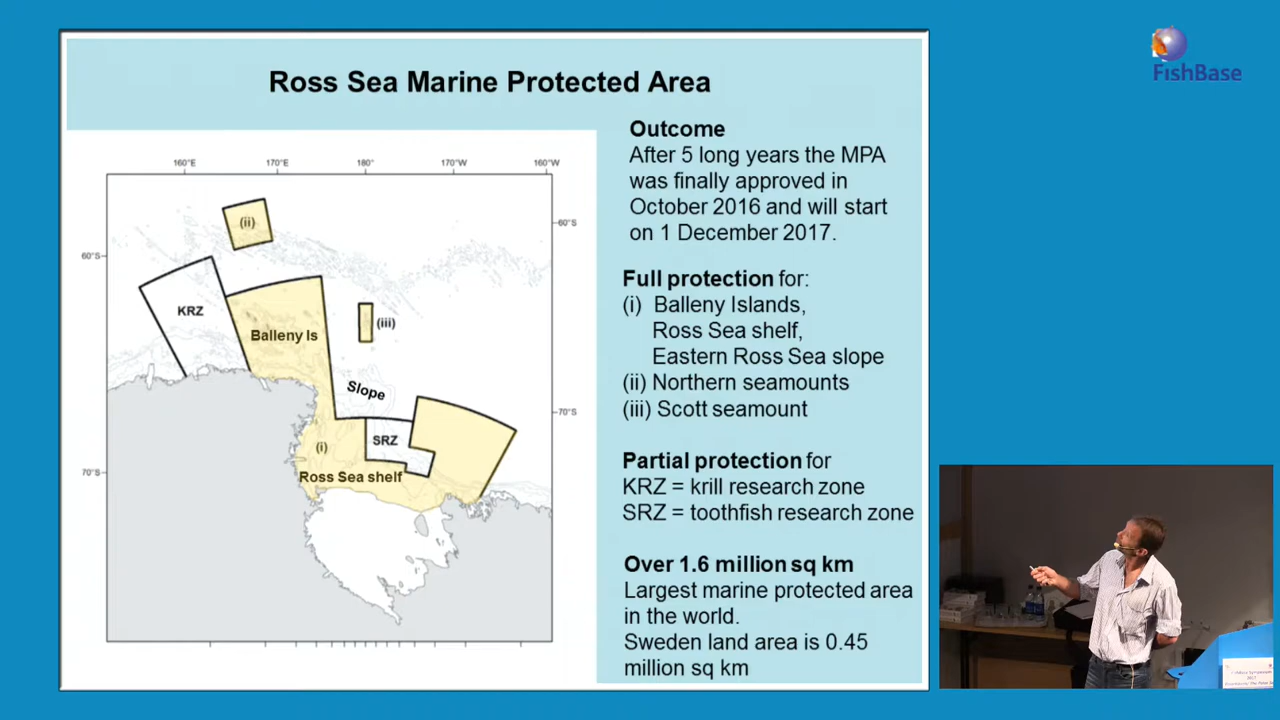 FishBase
Ross Sea Marine Protected Area
160°E 170°E 180° 170°W 160°W
60°S
60°S
70°S
70°S
(ii)
KRZ
Balleny Is
(iii)
Slope
SRZ
(i)
Ross Sea shelf
Outcome
After 5 long years the MPA
was finally approved in
October 2016 and will start
on 1 December 2017.
Full protection for:
(i) Balleny Islands,
Ross Sea shelf,
Eastern Ross Sea slope
(ii) Northern seamounts
(iii) Scott seamount
Partial protection for
KRZ = krill research zone
SRZ = toothfish research zone
Over 1.6 million sq km
Largest marine protected area
in the world.
Sweden land area is 0.45
million sq km
Symposium
2017